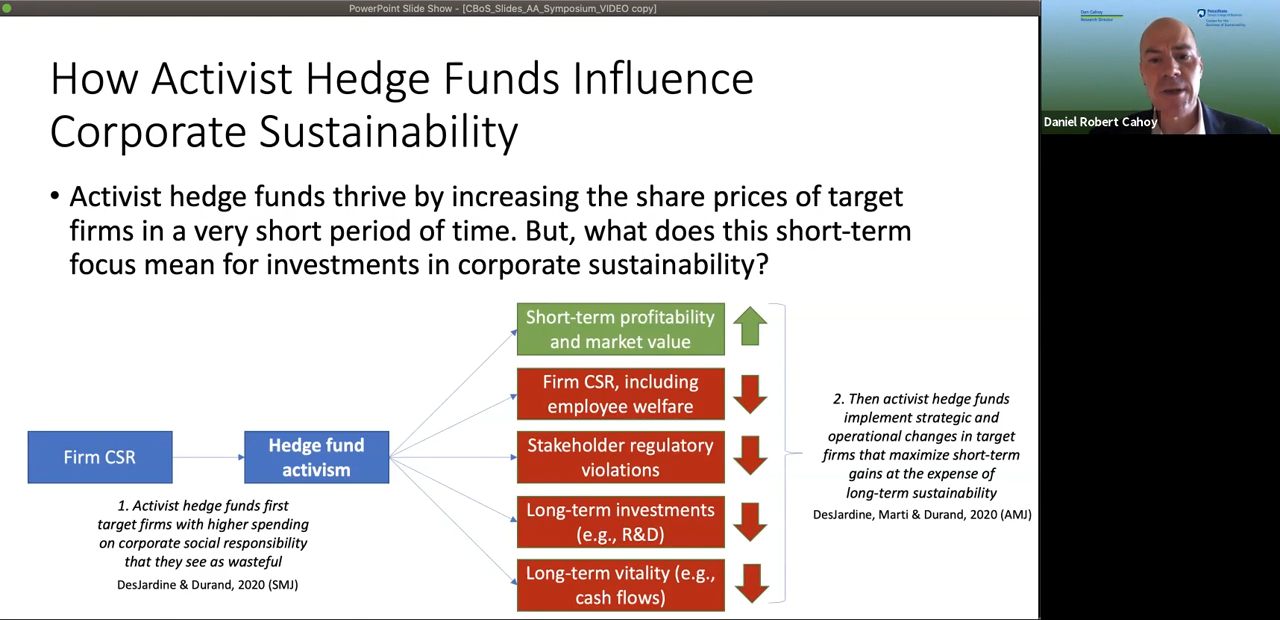 PowerPoint Slide Show - [CBoS_Slides_AA_Symposium_VIDEO copy]
How Activist Hedge Funds Influence
Corporate Sustainability
• Activist hedge funds thrive by increasing the share prices of target
firms in a very short period of time. But, what does this short-term
focus mean for investments in corporate sustainability?
Firm CSR
Hedge fund
activism
1. Activist hedge funds first
target firms with higher spending
on corporate social responsibility
that they see as wasteful
DesJardine & Durand, 2020 (SMJ)
Short-term profitability
and market value
Firm CSR, including
employee welfare
Stakeholder regulatory
violations
Long-term investments
(e.g., R&D)
Long-term vitality (e.g.,
cash flows)
2. Then activist hedge funds
implement strategic and
operational changes in target
firms that maximize short-term
gains at the expense of
long-term sustainability
DesJardine, Marti & Durand, 2020 (AMJ)
Dan Cahoy
Research Director
PennState
Daniel Robert Cahoy